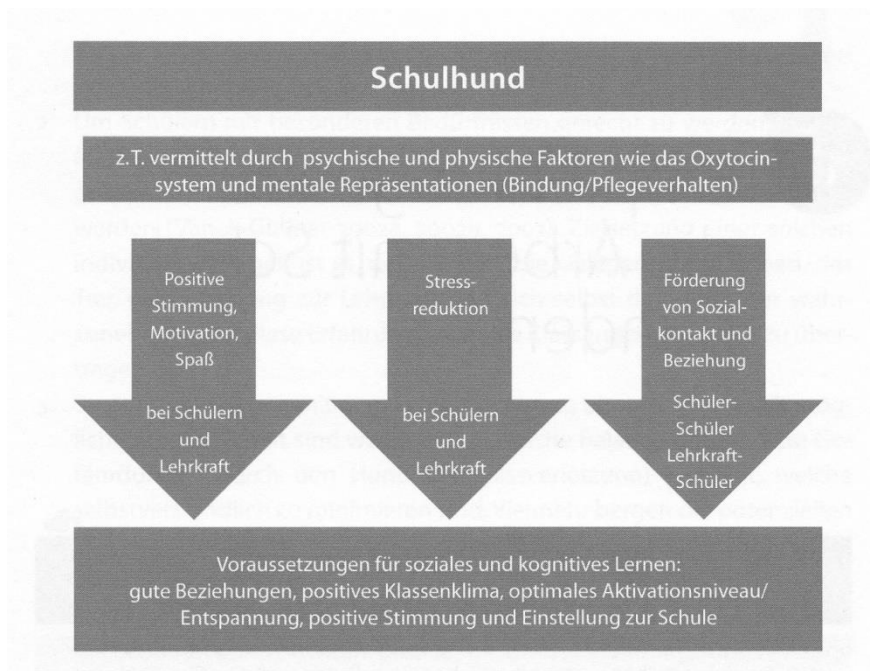 Schulhund
z.T. vermittelt durch psychische und physische Faktoren wie das Oxytocin-
system und mentale Repräsentationen (Bindung/Pflegeverhalten)
Positive
Stimmung,
Motivation,
Spaß
bei Schülern
und
Lehrkraft
Stress-
reduktion
bei Schülern
und
Lehrkraft
Förderung
von Sozial-
kontakt und
Beziehung
Schüler-
Schüler
Lehrkraft-
Schüler
Voraussetzungen für soziales und kognitives Lernen:
gute Beziehungen, positives Klassenklima, optimales Aktivationsniveau/
Entspannung, positive Stimmung und Einstellung zur Schule